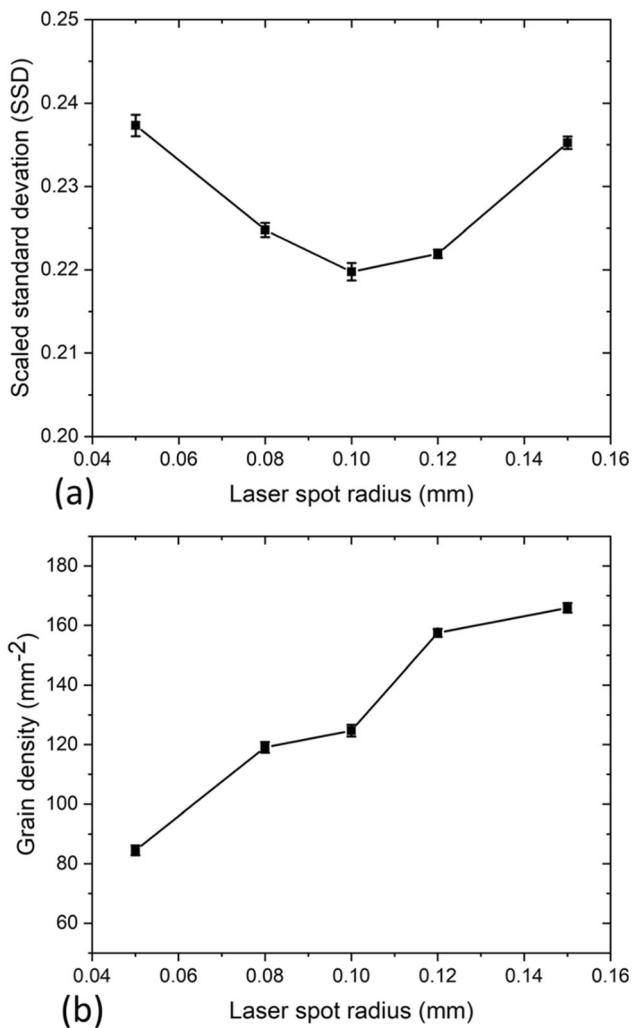 0.25
0.24
0.23
0.22
0.21
0.20
Scaled standard devation (SSD)
0.04 0.06 0.08 0.10 0.12 0.14 0.16
(a)
Laser spot radius (mm)
180
160
140
120
100
80
60
Grain density (mm-2)
0.04 0.06 0.08 0.10 0.12 0.14 0.16
(b)
Laser spot radius (mm)